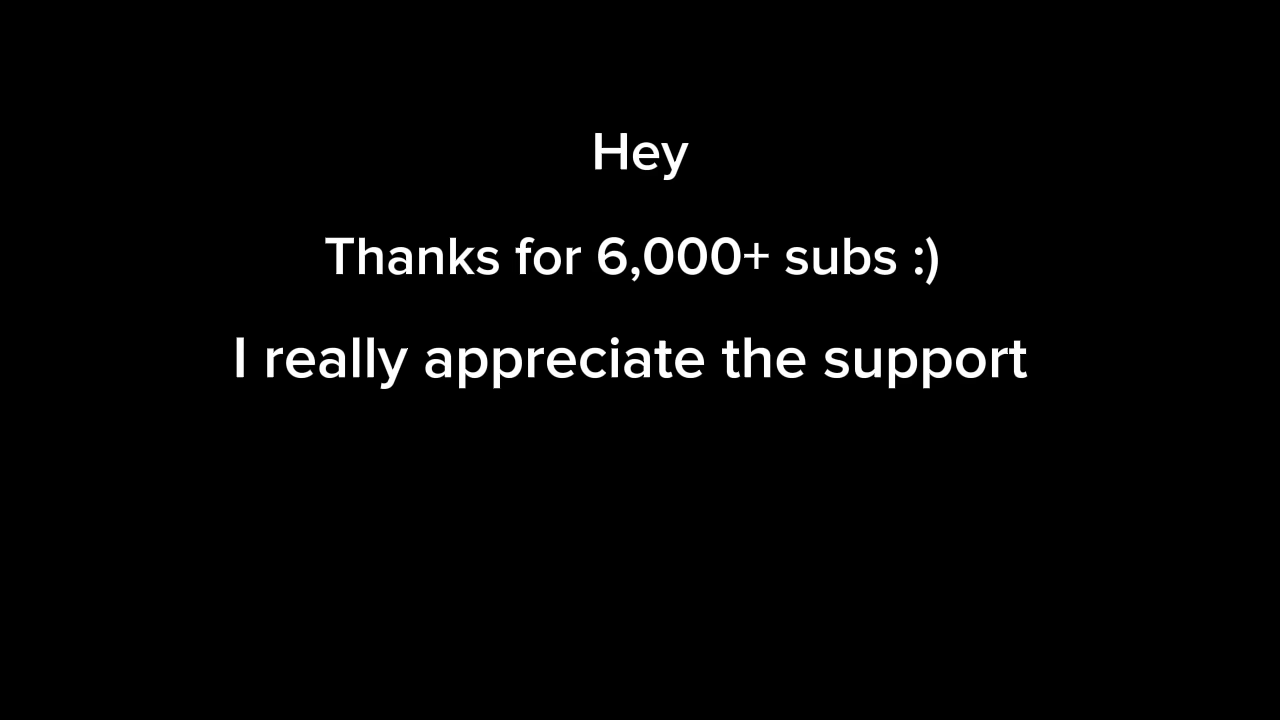 Hey
Thanks for 6,000+ subs :)
I really appreciate the support